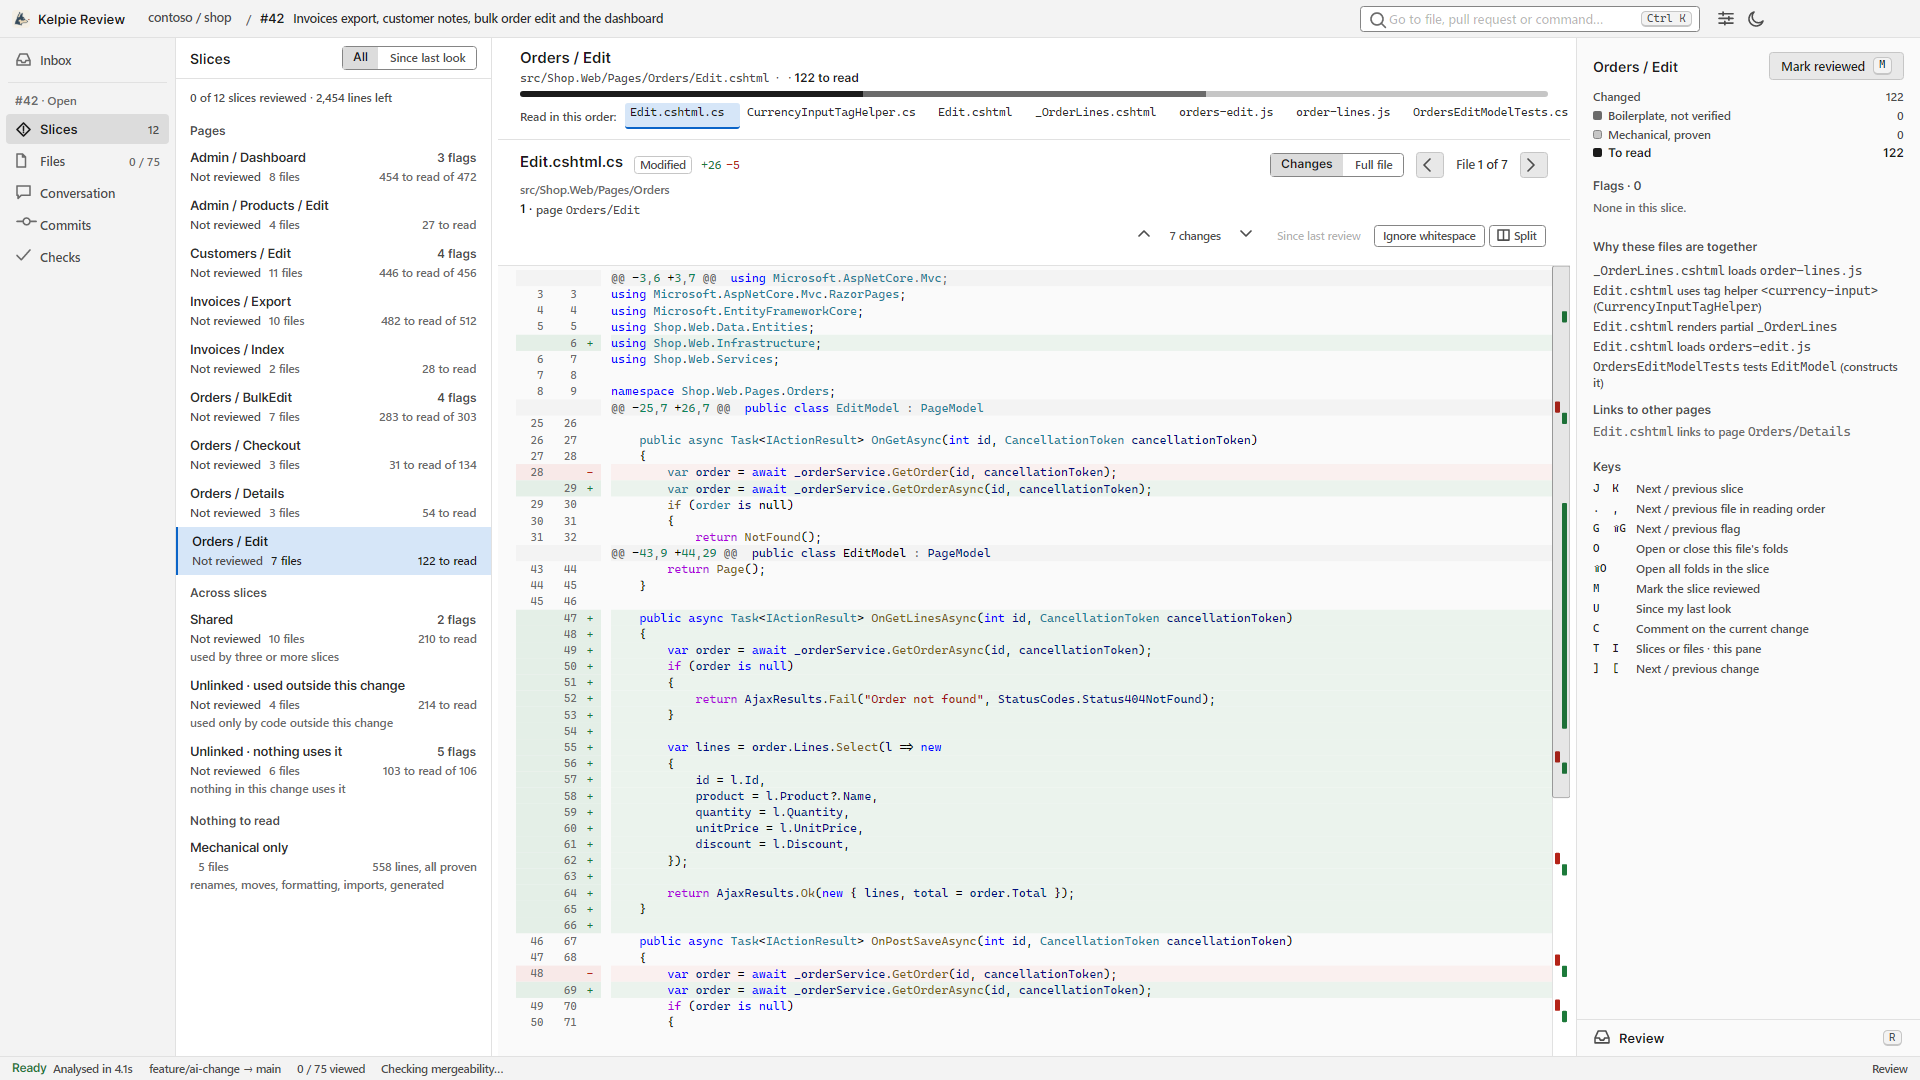 Kelpie Review
contoso / shop / #42 Invoices export, customer notes, bulk order edit and the dashboard
Go to file, pull request or command... Ctrl K
Inbox
#42 · Open
Slices 12
Files 0 / 75
Conversation
Commits
Checks
Slices
All Since last look
0 of 12 slices reviewed · 2,454 lines left
Pages
Admin / Dashboard 3 flags
Not reviewed 8 files 454 to read of 472
Admin / Products / Edit
Not reviewed 4 files 27 to read
Customers / Edit 4 flags
Not reviewed 11 files 446 to read of 456
Invoices / Export
Not reviewed 10 files 482 to read of 512
Invoices / Index
Not reviewed 2 files 28 to read
Orders / BulkEdit 4 flags
Not reviewed 7 files 283 to read of 303
Orders / Checkout
Not reviewed 3 files 31 to read of 134
Orders / Details
Not reviewed 3 files 54 to read
Orders / Edit
Not reviewed 7 files 122 to read
Across slices
Shared 2 flags
Not reviewed 10 files 210 to read
used by three or more slices
Unlinked · used outside this change
Not reviewed 4 files 214 to read
used only by code outside this change
Unlinked · nothing uses it 5 flags
Not reviewed 6 files 103 to read of 106
nothing in this change uses it
Nothing to read
Mechanical only
5 files 558 lines, all proven
renames, moves, formatting, imports, generated
Orders / Edit
src/Shop.Web/Pages/Orders/Edit.cshtml · · 122 to read
Read in this order: Edit.cshtml.cs CurrencyInputTagHelper.cs Edit.cshtml _OrderLines.cshtml orders-edit.js order-lines.js OrdersEditModelTests.cs
Edit.cshtml.cs Modified +26 −5
Changes Full file File 1 of 7
src/Shop.Web/Pages/Orders
1 · page Orders/Edit
7 changes Since last review Ignore whitespace Split
@@ -3,6 +3,7 @@ using Microsoft.AspNetCore.Mvc;
3 3 using Microsoft.AspNetCore.Mvc.RazorPages;
4 4 using Microsoft.EntityFrameworkCore;
5 5 using Shop.Web.Data.Entities;
6 + using Shop.Web.Infrastructure;
6 7 using Shop.Web.Services;
7 8
8 9 namespace Shop.Web.Pages.Orders;
@@ -25,7 +26,7 @@ public class EditModel : PageModel
25 26
26 27 public async Task<IActionResult> OnGetAsync(int id, CancellationToken cancellationToken)
27 28 {
28 − var order = await _orderService.GetOrder(id, cancellationToken);
29 + var order = await _orderService.GetOrderAsync(id, cancellationToken);
29 30 if (order is null)
30 31 {
31 32 return NotFound();
@@ -43,9 +44,29 @@ public class EditModel : PageModel
43 44 return Page();
44 45 }
45 46
47 + public async Task<IActionResult> OnGetLinesAsync(int id, CancellationToken cancellationToken)
48 + {
49 + var order = await _orderService.GetOrderAsync(id, cancellationToken);
50 + if (order is null)
51 + {
52 + return AjaxResults.Fail("Order not found", StatusCodes.Status404NotFound);
53 + }
54 +
55 + var lines = order.Lines.Select(l => new
56 + {
57 + id = l.Id,
58 + product = l.Product?.Name,
59 + quantity = l.Quantity,
60 + unitPrice = l.UnitPrice,
61 + discount = l.Discount,
62 + });
63 +
64 + return AjaxResults.Ok(new { lines, total = order.Total });
65 + }
66 +
46 67 public async Task<IActionResult> OnPostSaveAsync(int id, CancellationToken cancellationToken)
47 68 {
48 − var order = await _orderService.GetOrder(id, cancellationToken);
69 + var order = await _orderService.GetOrderAsync(id, cancellationToken);
49 70 if (order is null)
50 71 {
Orders / Edit Mark reviewed M
Changed 122
Boilerplate, not verified 0
Mechanical, proven 0
To read 122
Flags · 0
None in this slice.
Why these files are together
_OrderLines.cshtml loads order-lines.js
Edit.cshtml uses tag helper <currency-input>
(CurrencyInputTagHelper)
Edit.cshtml renders partial _OrderLines
Edit.cshtml loads orders-edit.js
OrdersEditModelTests tests EditModel (constructs
it)
Links to other pages
Edit.cshtml links to page Orders/Details
Keys
J K Next / previous slice
. , Next / previous file in reading order
G G Next / previous flag
O Open or close this file's folds
O Open all folds in the slice
M Mark the slice reviewed
U Since my last look
C Comment on the current change
T I Slices or files · this pane
] [ Next / previous change
Review R
Ready Analysed in 4.1s feature/ai-change → main 0 / 75 viewed Checking mergeability... Review